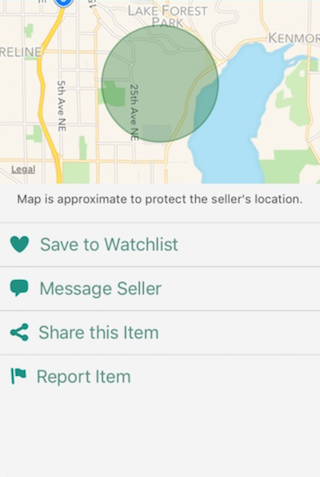 LAKE FOREST
PARK
KENMOR
RELINE
5th Ave NE
25th Ave NE
Legal
Map is approximate to protect the seller's location.
Save to Watchlist
Message Seller
Share this Item
Report Item